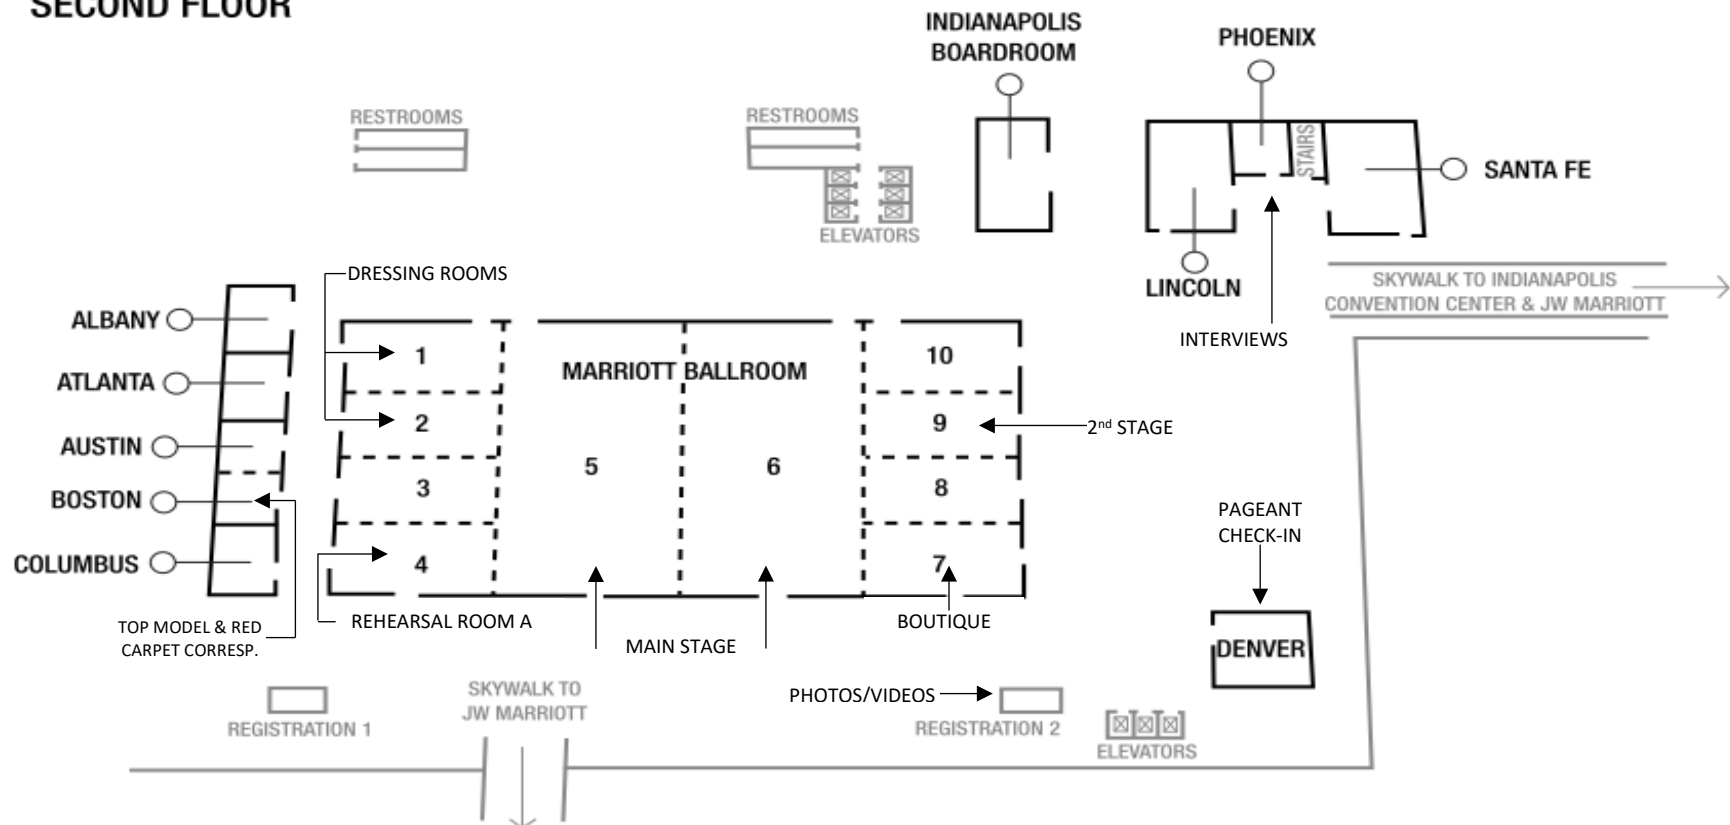 SECOND FLOOR
INDIANAPOLIS
BOARDROOM
PHOENIX
RESTROOMS
RESTROOMS
STAIRS
SANTA FE
ELEVATORS
LINCOLN
SKYWALK TO INDIANAPOLIS
CONVENTION CENTER & JW MARRIOTT
INTERVIEWS
DRESSING ROOMS
ALBANY
ATLANTA
AUSTIN
BOSTON
COLUMBUS
1
2
3
4
MARRIOTT BALLROOM
5
6
10
9
8
7
2nd STAGE
PAGEANT
CHECK-IN
TOP MODEL & RED
CARPET CORRESP.
REHEARSAL ROOM A
MAIN STAGE
BOUTIQUE
DENVER
REGISTRATION 1
SKYWALK TO
JW MARRIOTT
PHOTOS/VIDEOS
REGISTRATION 2
ELEVATORS